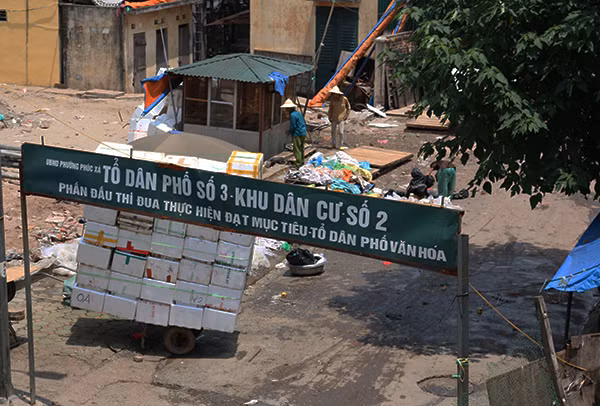 UBND PHƯỜNG PHÚC XÁ
TỔ DÂN PHỐ SỐ 3-KHU DÂN CƯ SỐ 2
PHẤN ĐẤU THI ĐUA THỰC HIỆN ĐẠT MỤC TIÊU-TỔ DÂN PHỐ VĂN HÓA
OA